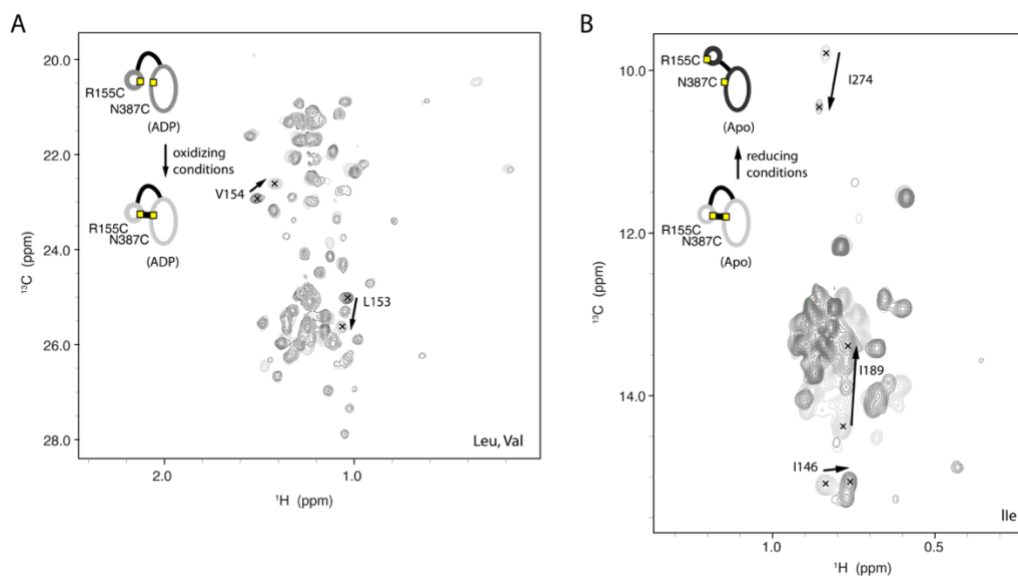 A
20.0
22.0
24.0
26.0
28.0
¹³C (ppm)
2.0
1.0
¹H (ppm)
R155C
N387C
(ADP)
oxidizing
conditions
R155C
N387C
(ADP)
V154
L153
Leu, Val
B
10.0
12.0
14.0
¹³C (ppm)
1.0
0.5
¹H (ppm)
R155C
N387C
(Apo)
reducing
conditions
R155C
N387C
(Apo)
I274
I189
I146
Ile